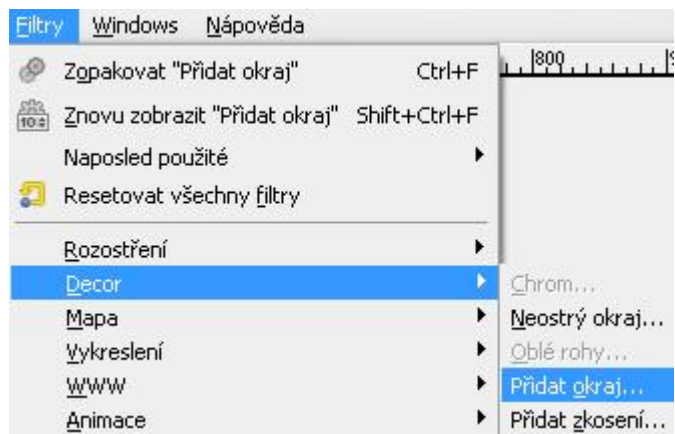 Filtry Windows Nápověda
Zopakovat "Přidat okraj" Ctrl+F
800
Znovu zobrazit "Přidat okraj" Shift+Ctrl+F
Naposled použité
Resetovat všechny filtry
Rozostření
Decor
Chrom...
Mapa
Neostrý okraj...
Vykreslení
Oblé rohy...
WWW
Přidat okraj...
Animace
Přidat zkosení...